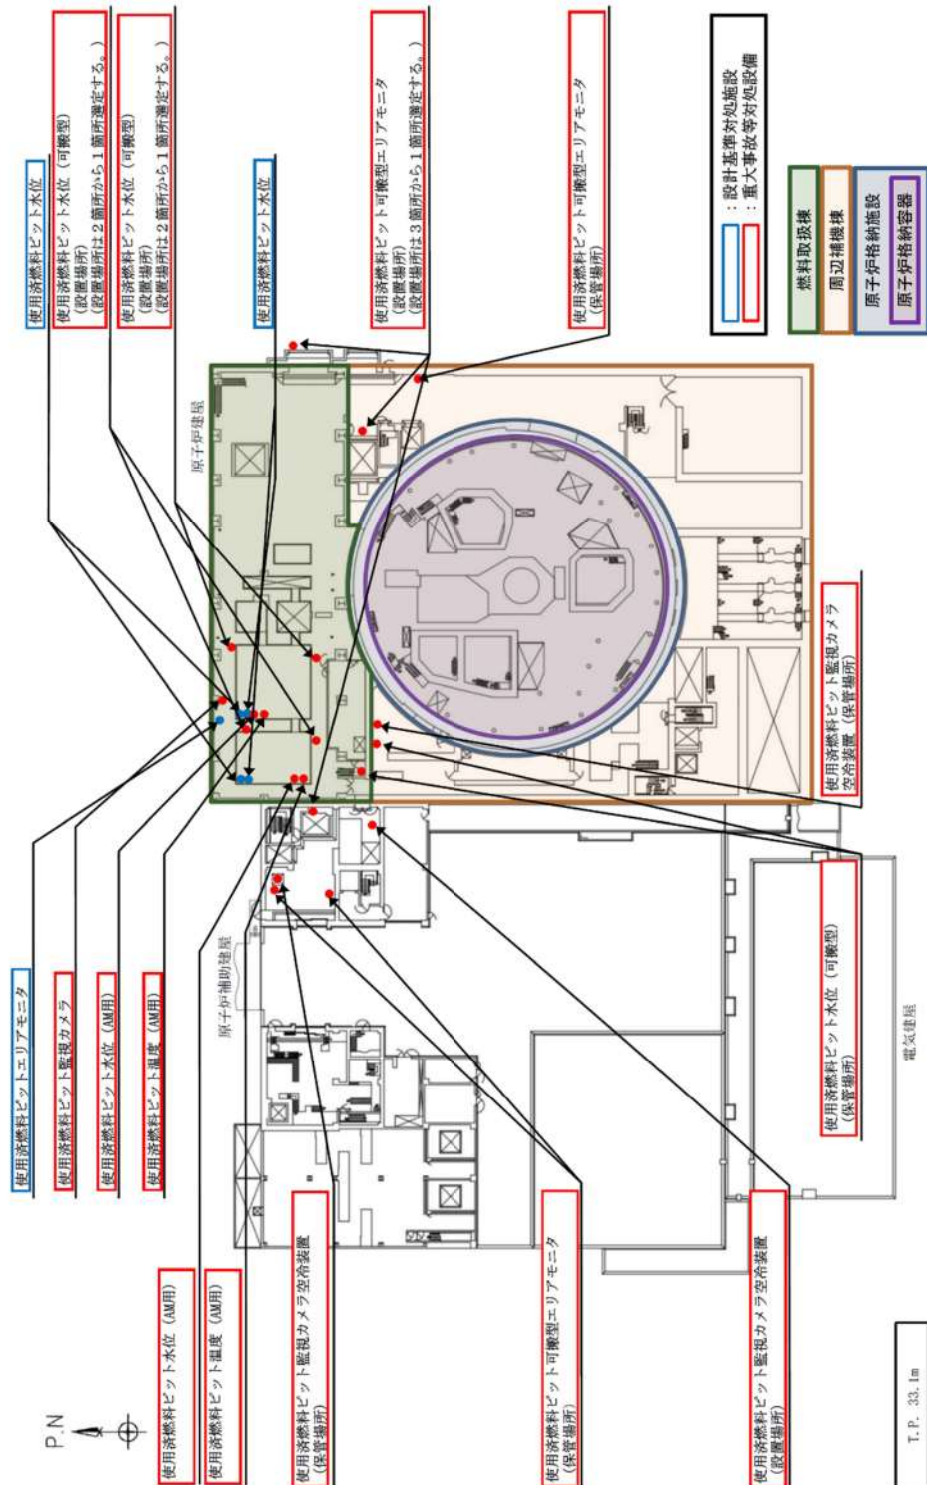 使用済燃料ピット水位
使用済燃料ピット水位（可搬型）
（設置場所）
（設置場所は２箇所から１箇所選定する。）
使用済燃料ピット水位（可搬型）
（設置場所）
（設置場所は２箇所から１箇所選定する。）
使用済燃料ピット水位
使用済燃料ピット可搬型エリアモニタ
（設置場所）
（設置場所は３箇所から１箇所選定する。）
使用済燃料ピット可搬型エリアモニタ
（保管場所）
：設計基準対処施設
：重大事故等対処設備
燃料取扱棟
周辺補機棟
原子炉格納施設
原子炉格納容器
原子炉建屋
使用済燃料ピット監視カメラ
空冷装置（保管場所）
使用済燃料ピットエリアモニタ
使用済燃料ピット監視カメラ
使用済燃料ピット水位（AM用）
使用済燃料ピット温度（AM用）
原子炉補助建屋
使用済燃料ピット水位（可搬型）
（保管場所）
電気建屋
P.N
使用済燃料ピット水位（AM用）
使用済燃料ピット温度（AM用）
使用済燃料ピット監視カメラ空冷装置
（保管場所）
使用済燃料ピット可搬型エリアモニタ
（保管場所）
使用済燃料ピット監視カメラ空冷装置
（設置場所）
T.P. 33.1m